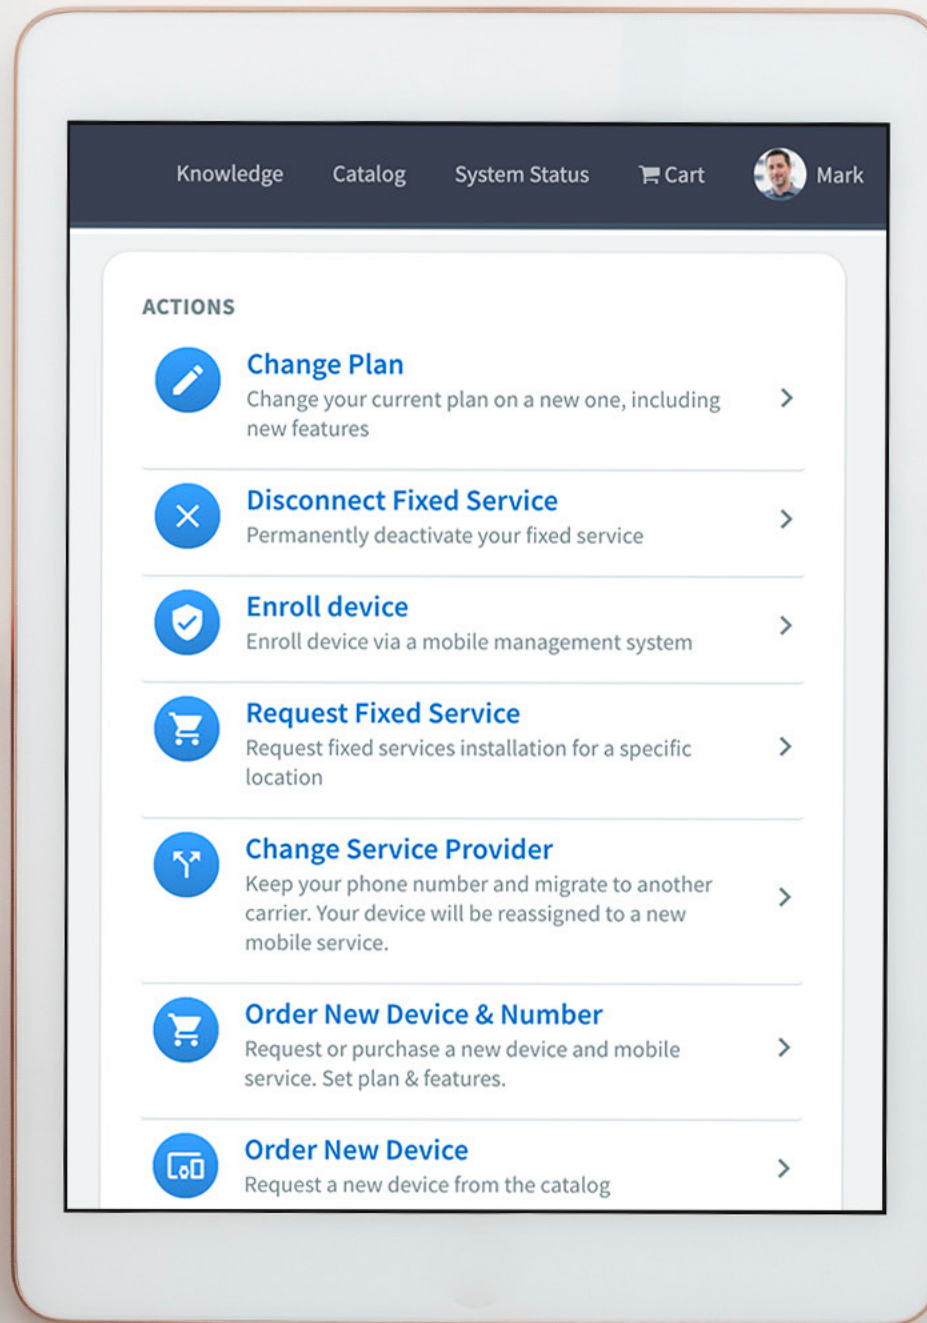 Knowledge Catalog System Status Cart Mark
ACTIONS
Change Plan
Change your current plan on a new one, including
new features
Disconnect Fixed Service
Permanently deactivate your fixed service
Enroll device
Enroll device via a mobile management system
Request Fixed Service
Request fixed services installation for a specific
location
Change Service Provider
Keep your phone number and migrate to another
carrier. Your device will be reassigned to a new
mobile service.
Order New Device & Number
Request or purchase a new device and mobile
service. Set plan & features.
Order New Device
Request a new device from the catalog